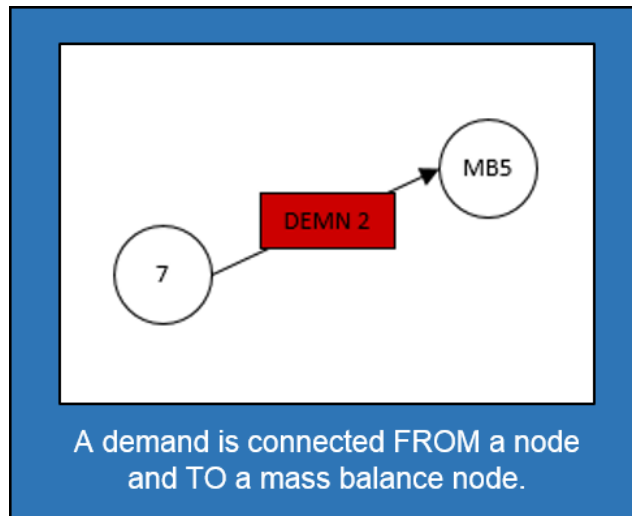 MB5
DEMN 2
7
A demand is connected FROM a node
and TO a mass balance node.